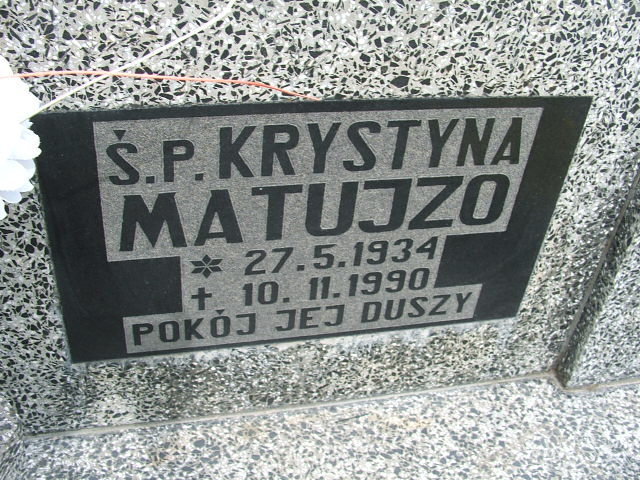 Ś.P. KRYSTYNA
MATUJZO
* 27.5.1934
✝ 10.11.1990
POKÓJ JEJ DUSZY